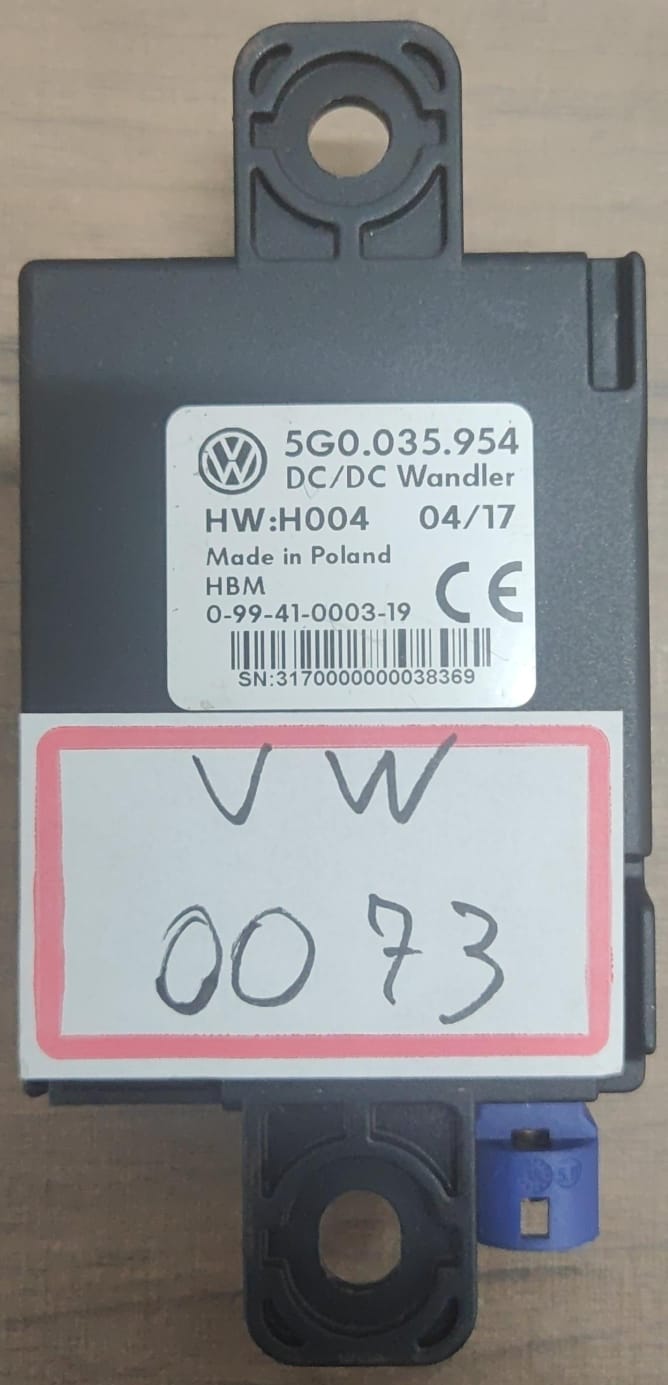 5G0.035.954
DC/DC Wandler
HW:H004 04/17
Made in Poland
HBM
0-99-41-0003-19 CE
SN:3170000000038369
VW
0073